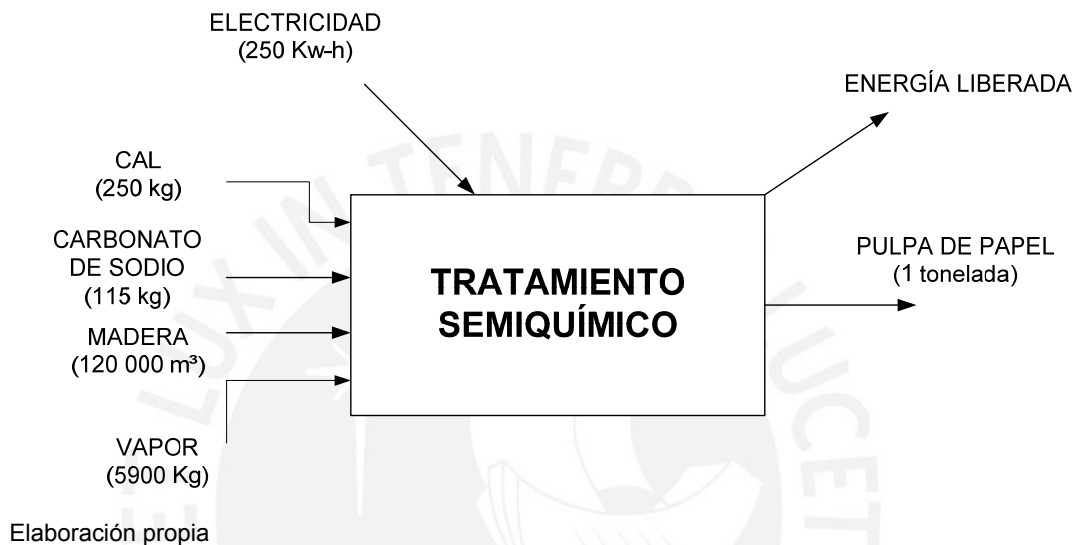 ELECTRICIDAD
(250 Kw-h)
ENERGÍA LIBERADA
CAL
(250 kg)
CARBONATO
DE SODIO
(115 kg)
MADERA
(120 000 m³)
VAPOR
(5900 Kg)
TRATAMIENTO
SEMIQUÍMICO
PULPA DE PAPEL
(1 tonelada)
Elaboración propia